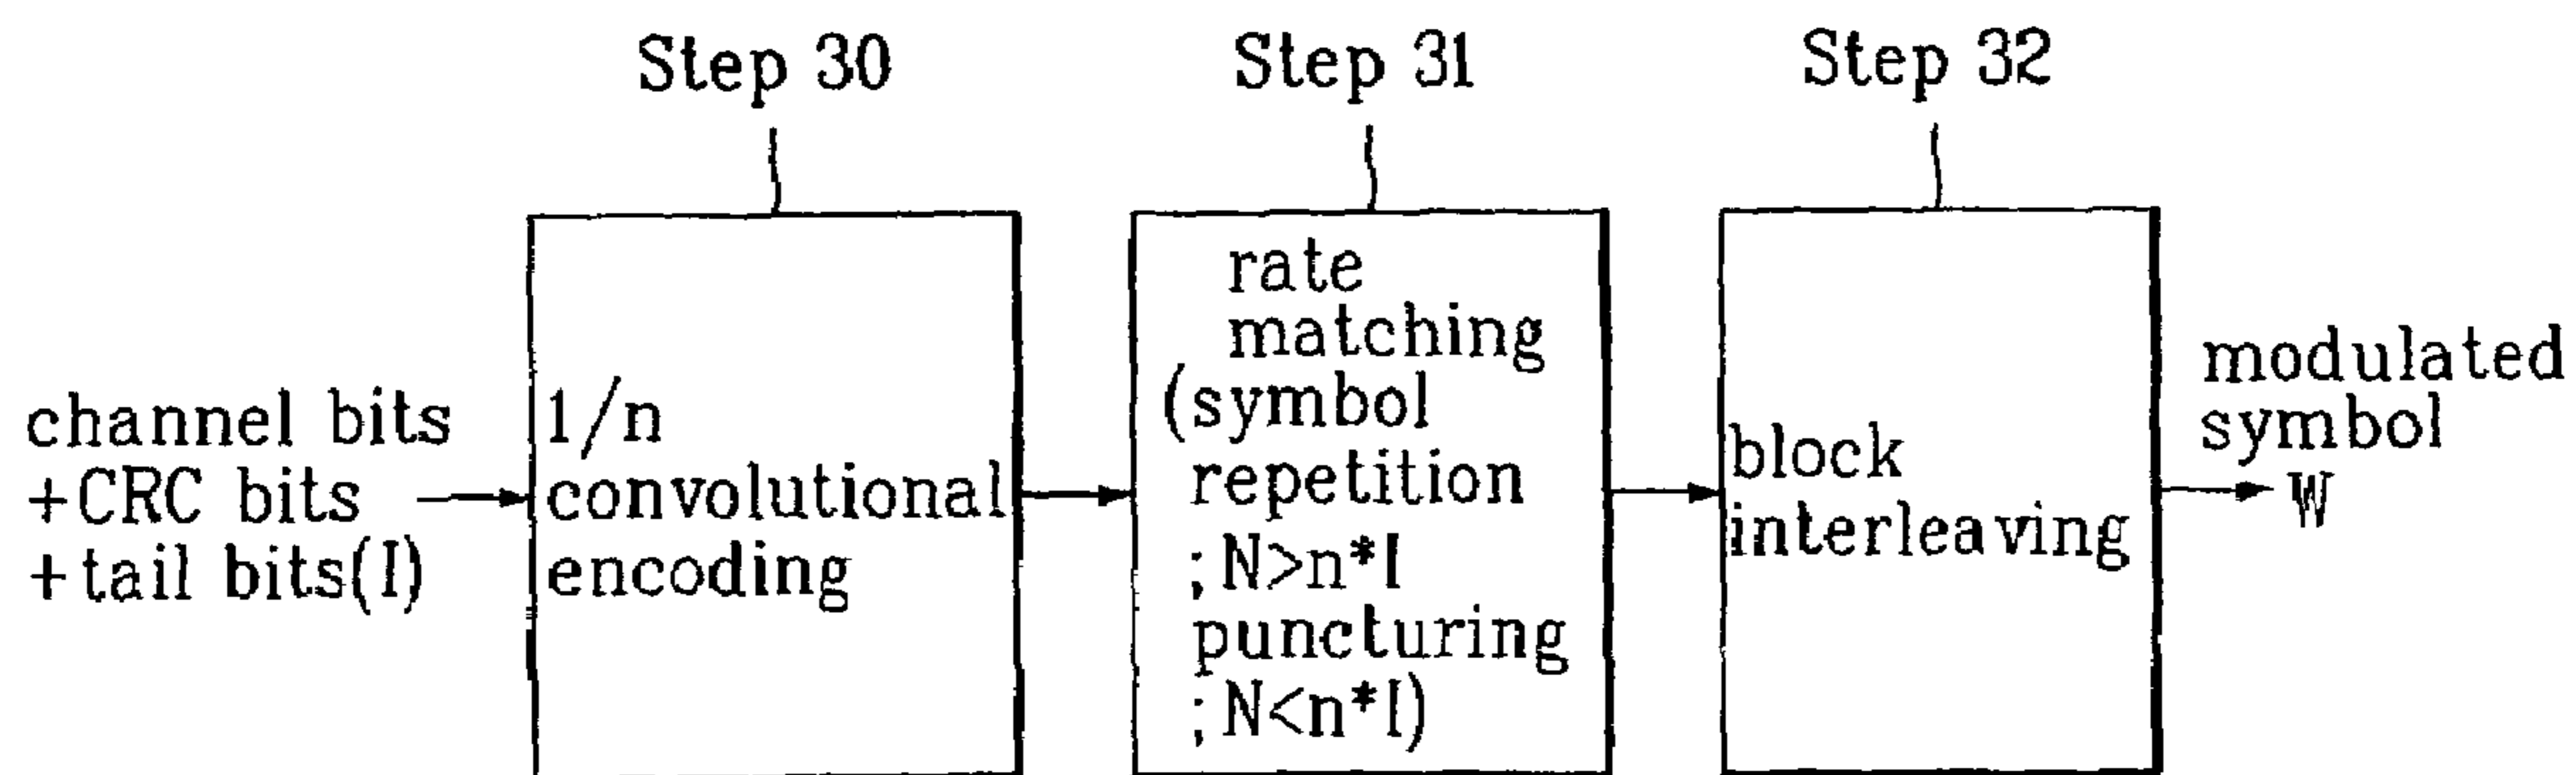 Step 30
Step 31
Step 32
channel bits
+CRC bits
+tail bits(I)
1/n
convolutional
encoding
rate
matching
(symbol
repetition
;N>n*I
puncturing
;N<n*I)
block
interleaving
modulated
symbol
W